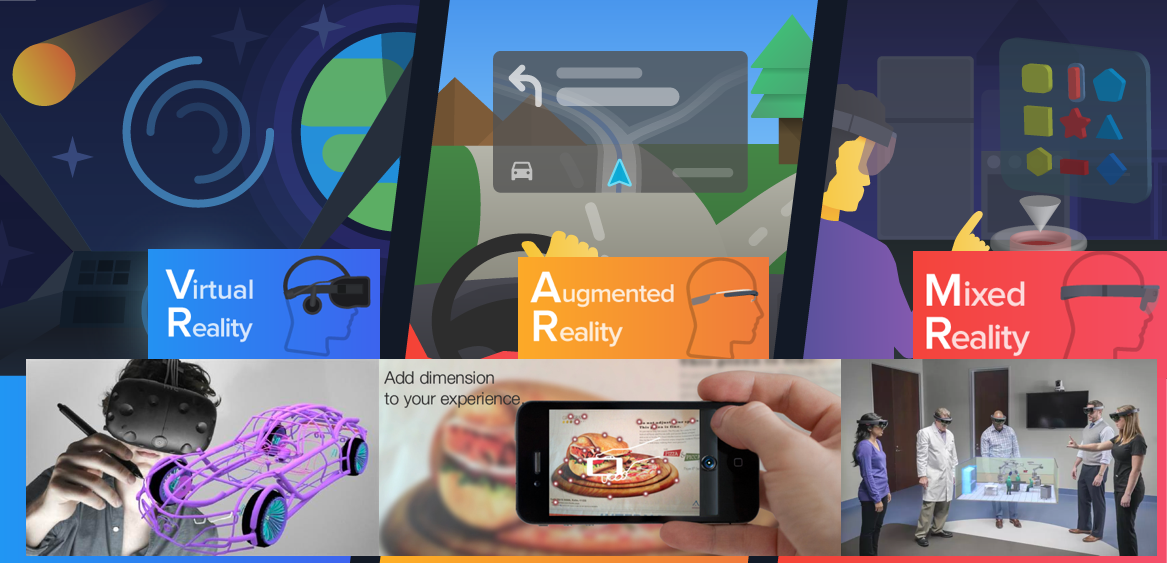 Virtual
Reality
Augmented
Reality
Mixed
Reality
Add dimension
to your experience.